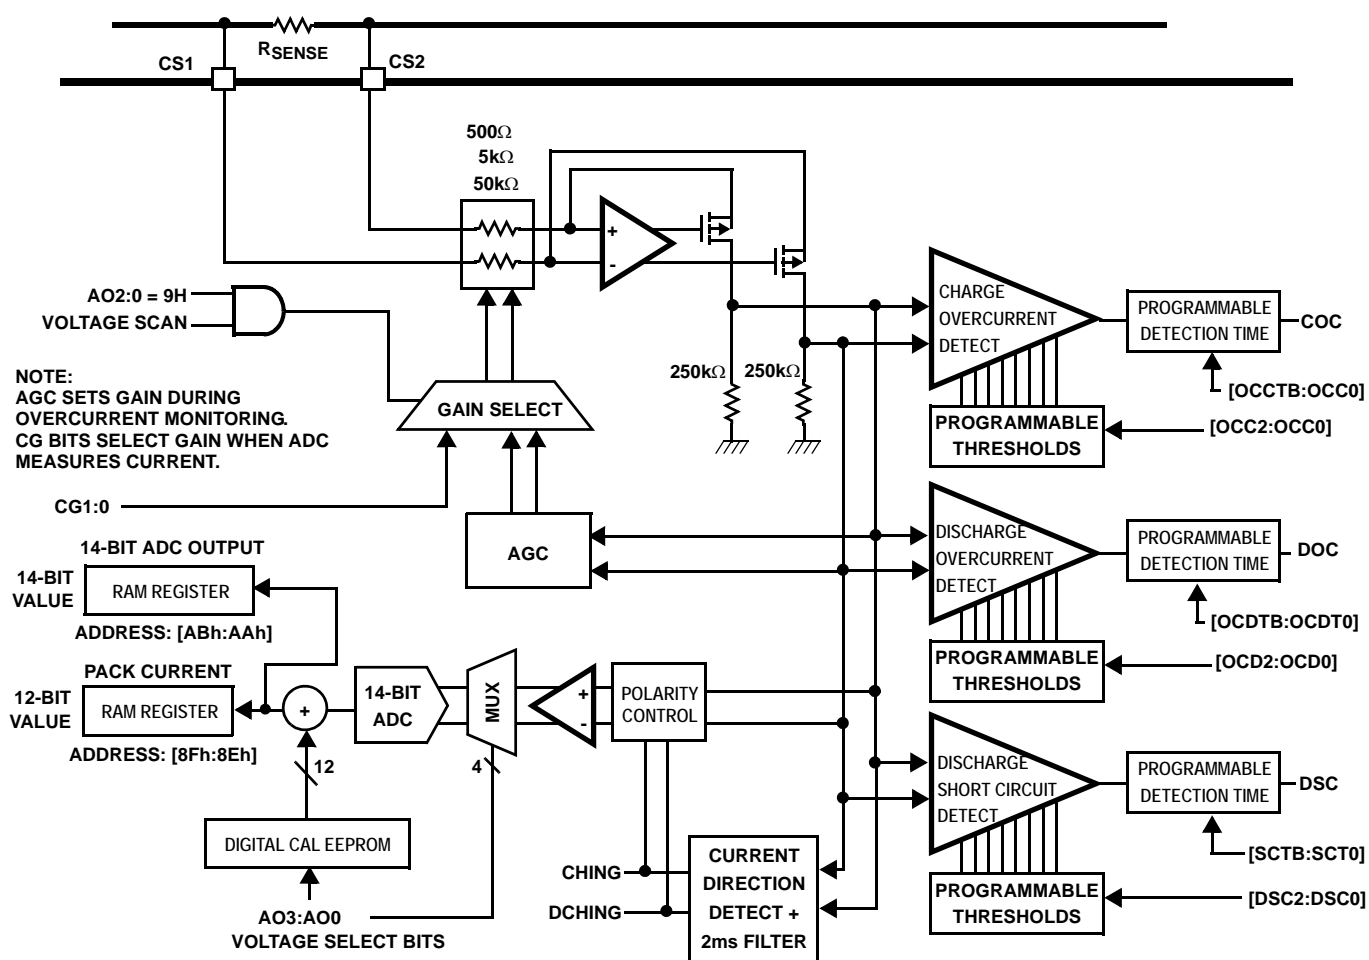 RSENSE
CS1
CS2
500Ω
5kΩ
50kΩ
+
-
AO2:0 = 9H
VOLTAGE SCAN
NOTE:
AGC SETS GAIN DURING
OVERCURRENT MONITORING.
CG BITS SELECT GAIN WHEN ADC
MEASURES CURRENT.
GAIN SELECT
250kΩ
250kΩ
CHARGE
OVERCURRENT
DETECT
PROGRAMMABLE
DETECTION TIME
COC
[OCCTB:OCC0]
PROGRAMMABLE
THRESHOLDS
[OCC2:OCC0]
CG1:0
AGC
DISCHARGE
OVERCURRENT
DETECT
PROGRAMMABLE
DETECTION TIME
DOC
[OCDTB:OCDT0]
PROGRAMMABLE
THRESHOLDS
[OCD2:OCD0]
14-BIT ADC OUTPUT
14-BIT
VALUE
RAM REGISTER
ADDRESS: [ABh:AAh]
PACK CURRENT
12-BIT
VALUE
RAM REGISTER
ADDRESS: [8Fh:8Eh]
+
14-BIT
ADC
MUX
+
-
POLARITY
CONTROL
12
4
DIGITAL CAL EEPROM
AO3:AO0
VOLTAGE SELECT BITS
CHING
DCHING
CURRENT
DIRECTION
DETECT +
2ms FILTER
DISCHARGE
SHORT CIRCUIT
DETECT
PROGRAMMABLE
DETECTION TIME
DSC
[SCTB:SCT0]
PROGRAMMABLE
THRESHOLDS
[DSC2:DSC0]